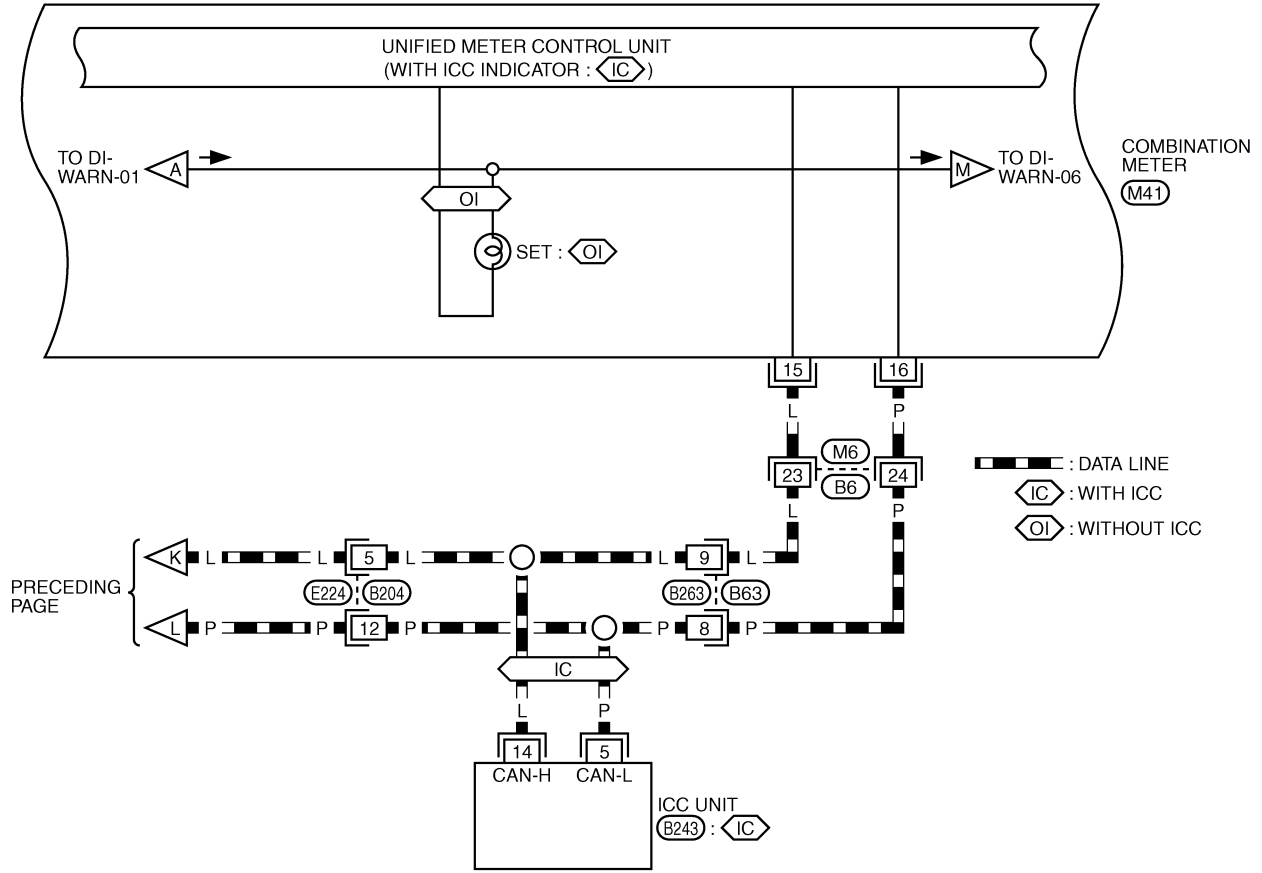 UNIFIED METER CONTROL UNIT
(WITH ICC INDICATOR : IC )
TO DI-
WARN-01
A
M
TO DI-
WARN-06
COMBINATION
METER
M41
OI
SET : OI
15
16
L
P
M6
23
24
B6
L
P
: DATA LINE
IC : WITH ICC
OI : WITHOUT ICC
PRECEDING
PAGE
K L L 5 L L 9 L
E224 B204 B263 B63
L P P 12 P P 8 P
IC
L P
14 5
CAN-H CAN-L
ICC UNIT
B243 : IC